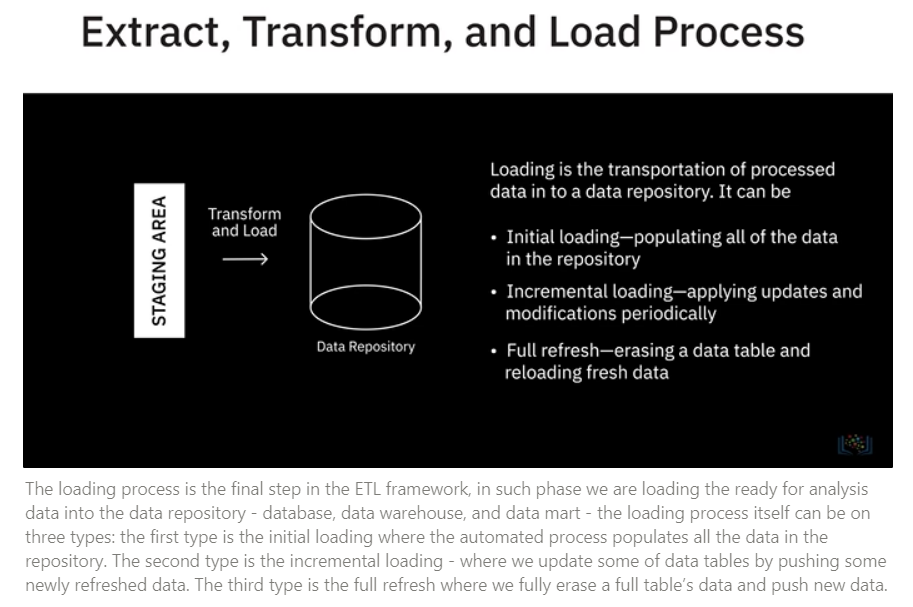 Extract, Transform, and Load Process
STAGING AREA
Transform
and Load
Data Repository
Loading is the transportation of processed
data in to a data repository. It can be
• Initial loading—populating all of the data
in the repository
• Incremental loading—applying updates and
modifications periodically
• Full refresh—erasing a data table and
reloading fresh data
The loading process is the final step in the ETL framework, in such phase we are loading the ready for analysis
data into the data repository - database, data warehouse, and data mart - the loading process itself can be on
three types: the first type is the initial loading where the automated process populates all the data in the
repository. The second type is the incremental loading - where we update some of data tables by pushing some
newly refreshed data. The third type is the full refresh where we fully erase a full table’s data and push new data.